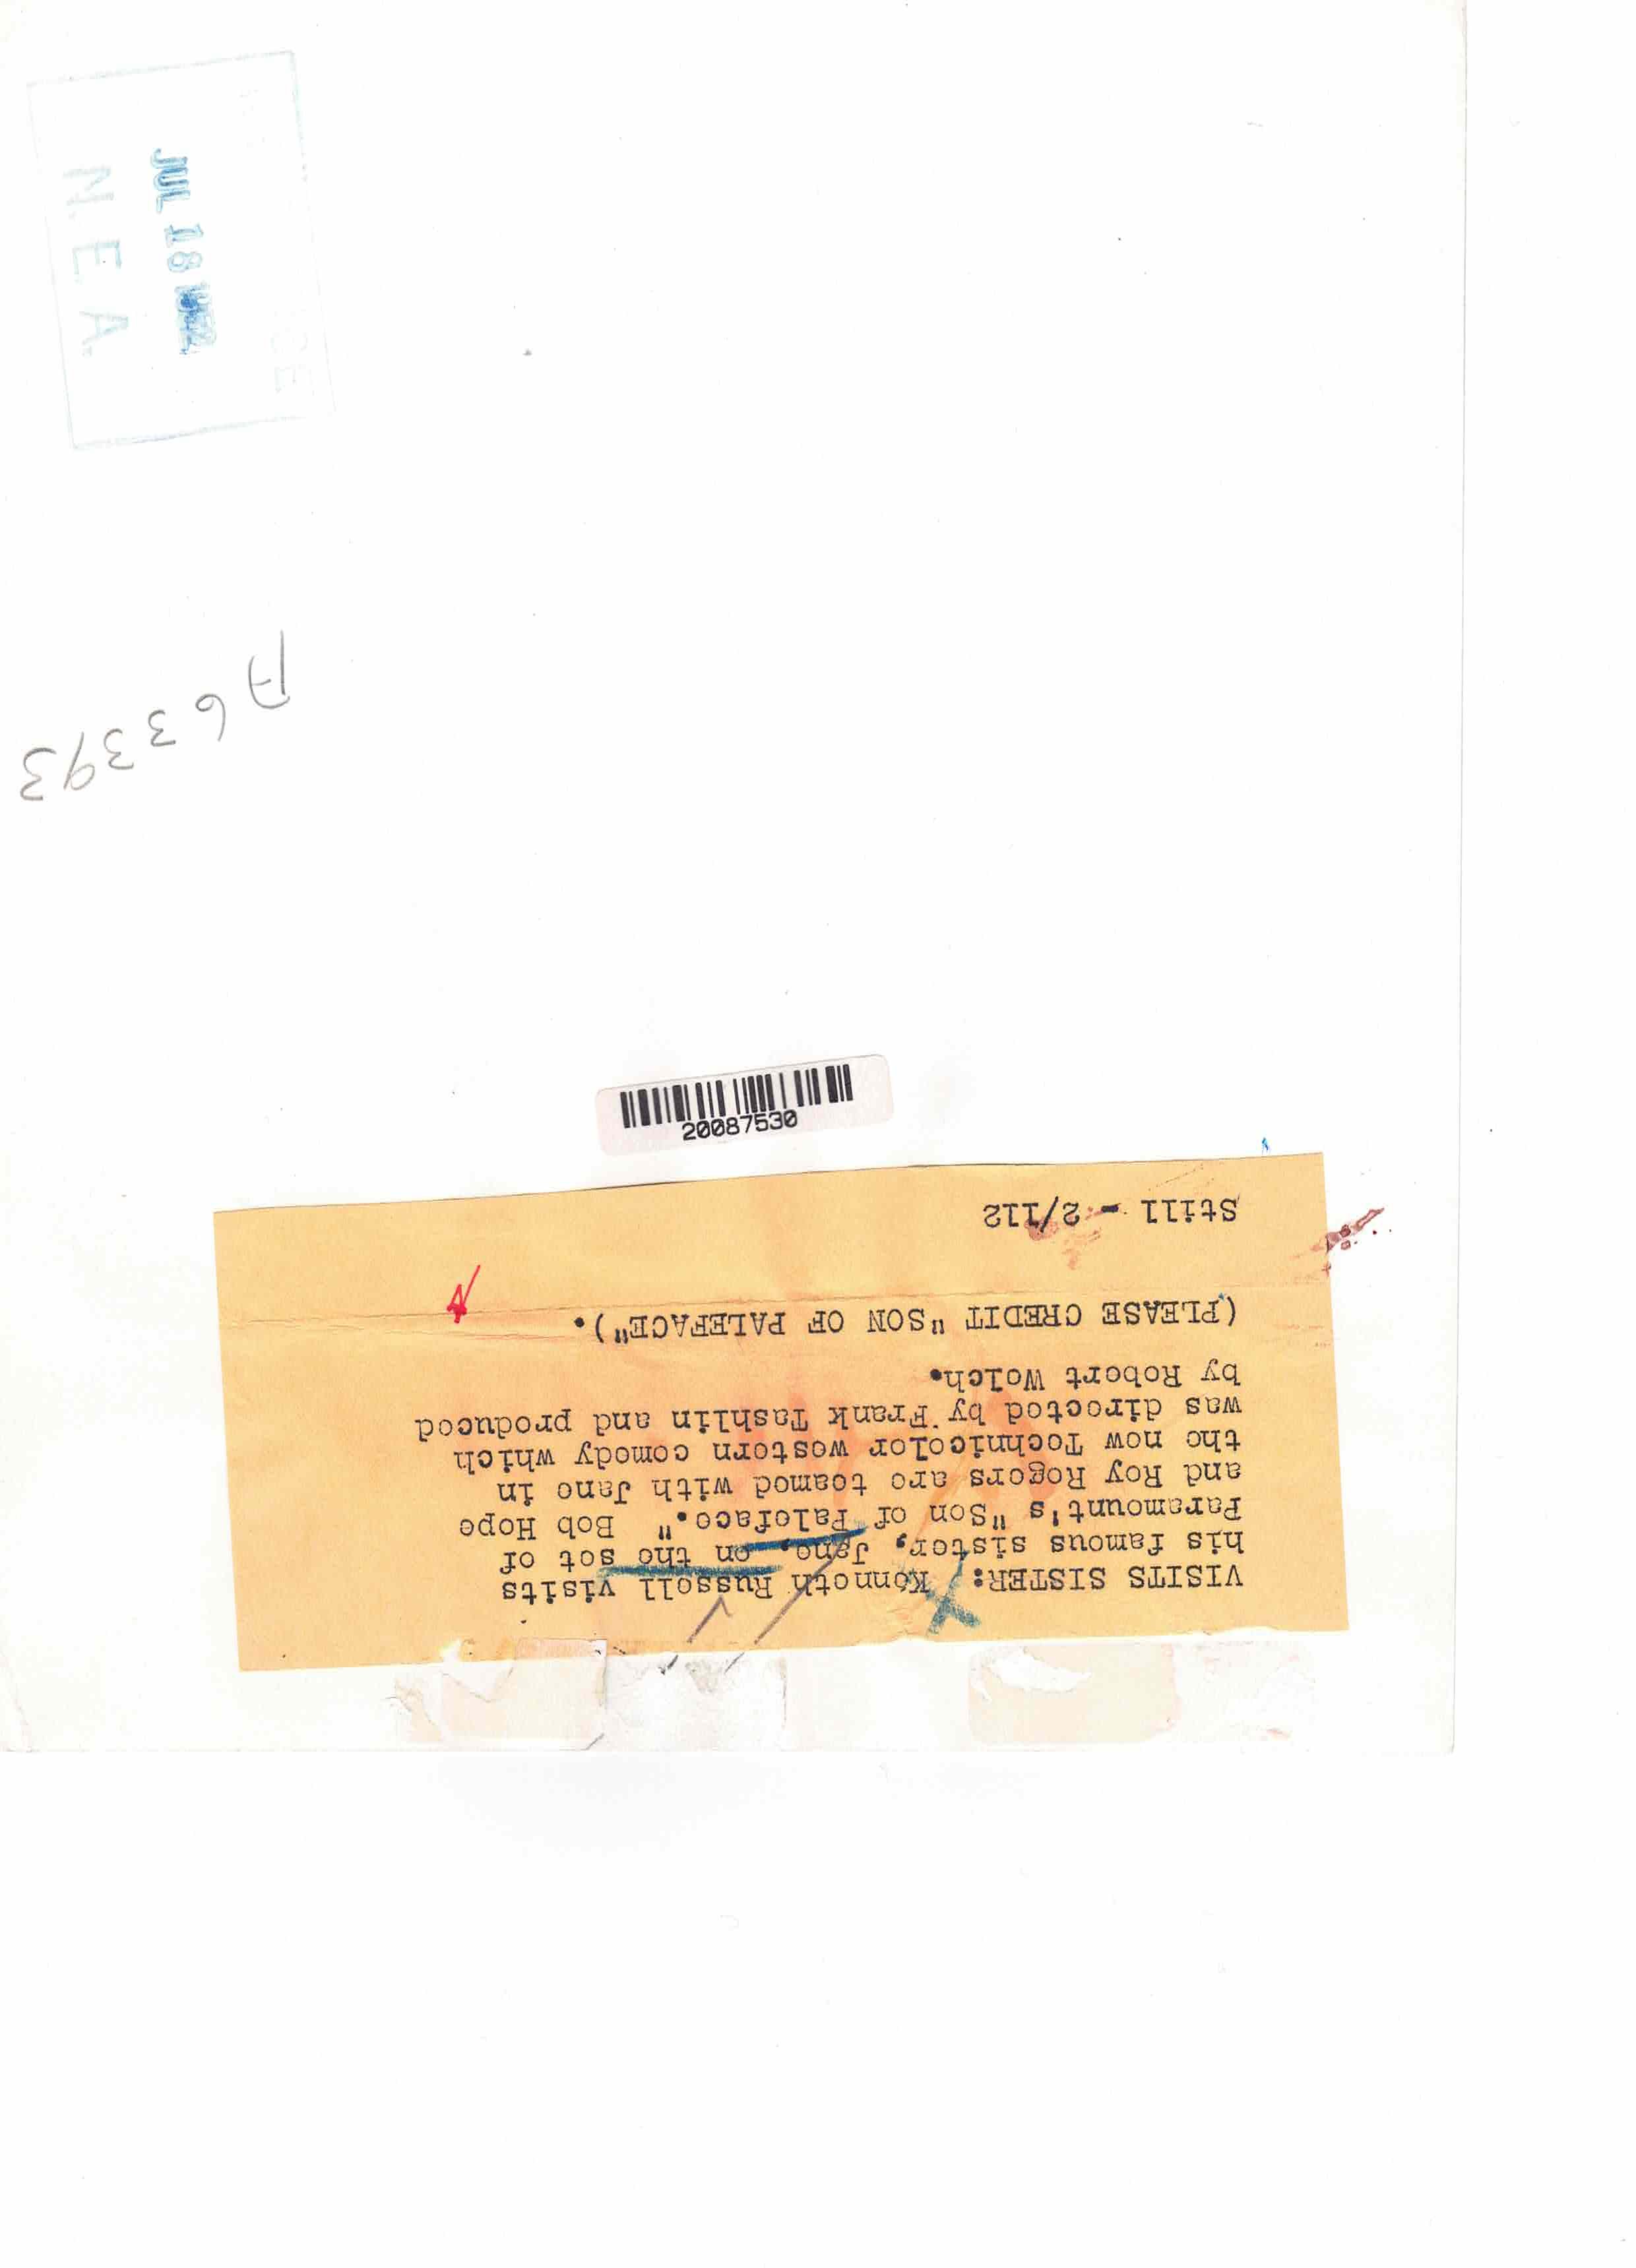 VISITS SISTER: Kenneth Russell visits
his famous sister, Jane, on the set of
Paramount's "Son of Paleface." Bob Hope
and Roy Rogers are teamed with Jane in
the new Technicolor western comedy which
was directed by Frank Tashlin and produced
by Robert Welch.
(PLEASE CREDIT "SON OF PALEFACE").
Still - 2/112
20087530
A63393
JUL 18 1952
N.E.A.